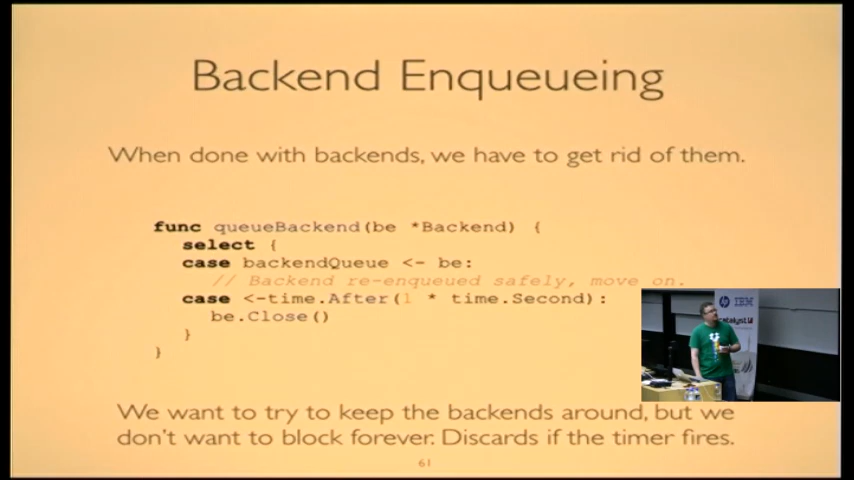 Backend Enqueueing
When done with backends, we have to get rid of them.
func queueBackend(be *Backend) {
select {
case backendQueue <- be:
// Backend re-enqueued safely, move on.
case <-time.After(1 * time.Second):
be.Close()
}
}
We want to try to keep the backends around, but we
don't want to block forever. Discards if the timer fires.
61
hp IBM
catalyst